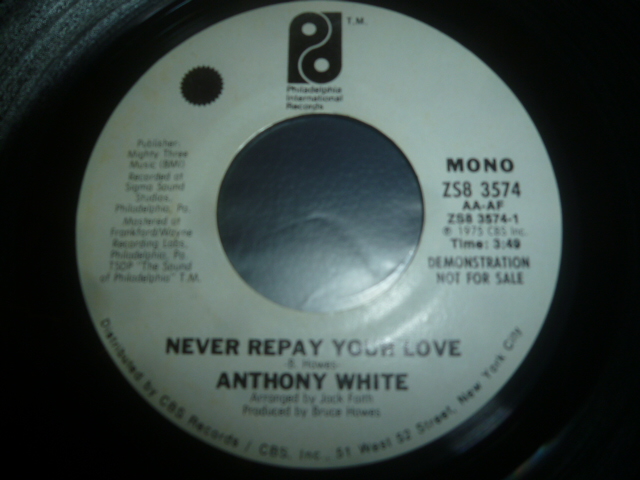 T.M.
Philadelphia
International
Records
Publisher:
Mighty Three
Music (BMI)
Recorded at
Sigma Sound
Studios,
Philadelphia, Pa.
Mastered at
Frankford/Wayne
Recording Labs,
Philadelphia, Pa
TSOP "The Sound
of Philadelphia" T.M.
MONO
ZS8 3574
AA-AF
ZS8 3574-1
℗ 1975 CBS Inc.
Time: 3:49
DEMONSTRATION
NOT FOR SALE
NEVER REPAY YOUR LOVE
B. Hawes
ANTHONY WHITE
Arranged by Jack Faith
Produced by Bruce Hawes
Distributed by CBS Records / CBS, Inc., 51 West 52 Street, New York City